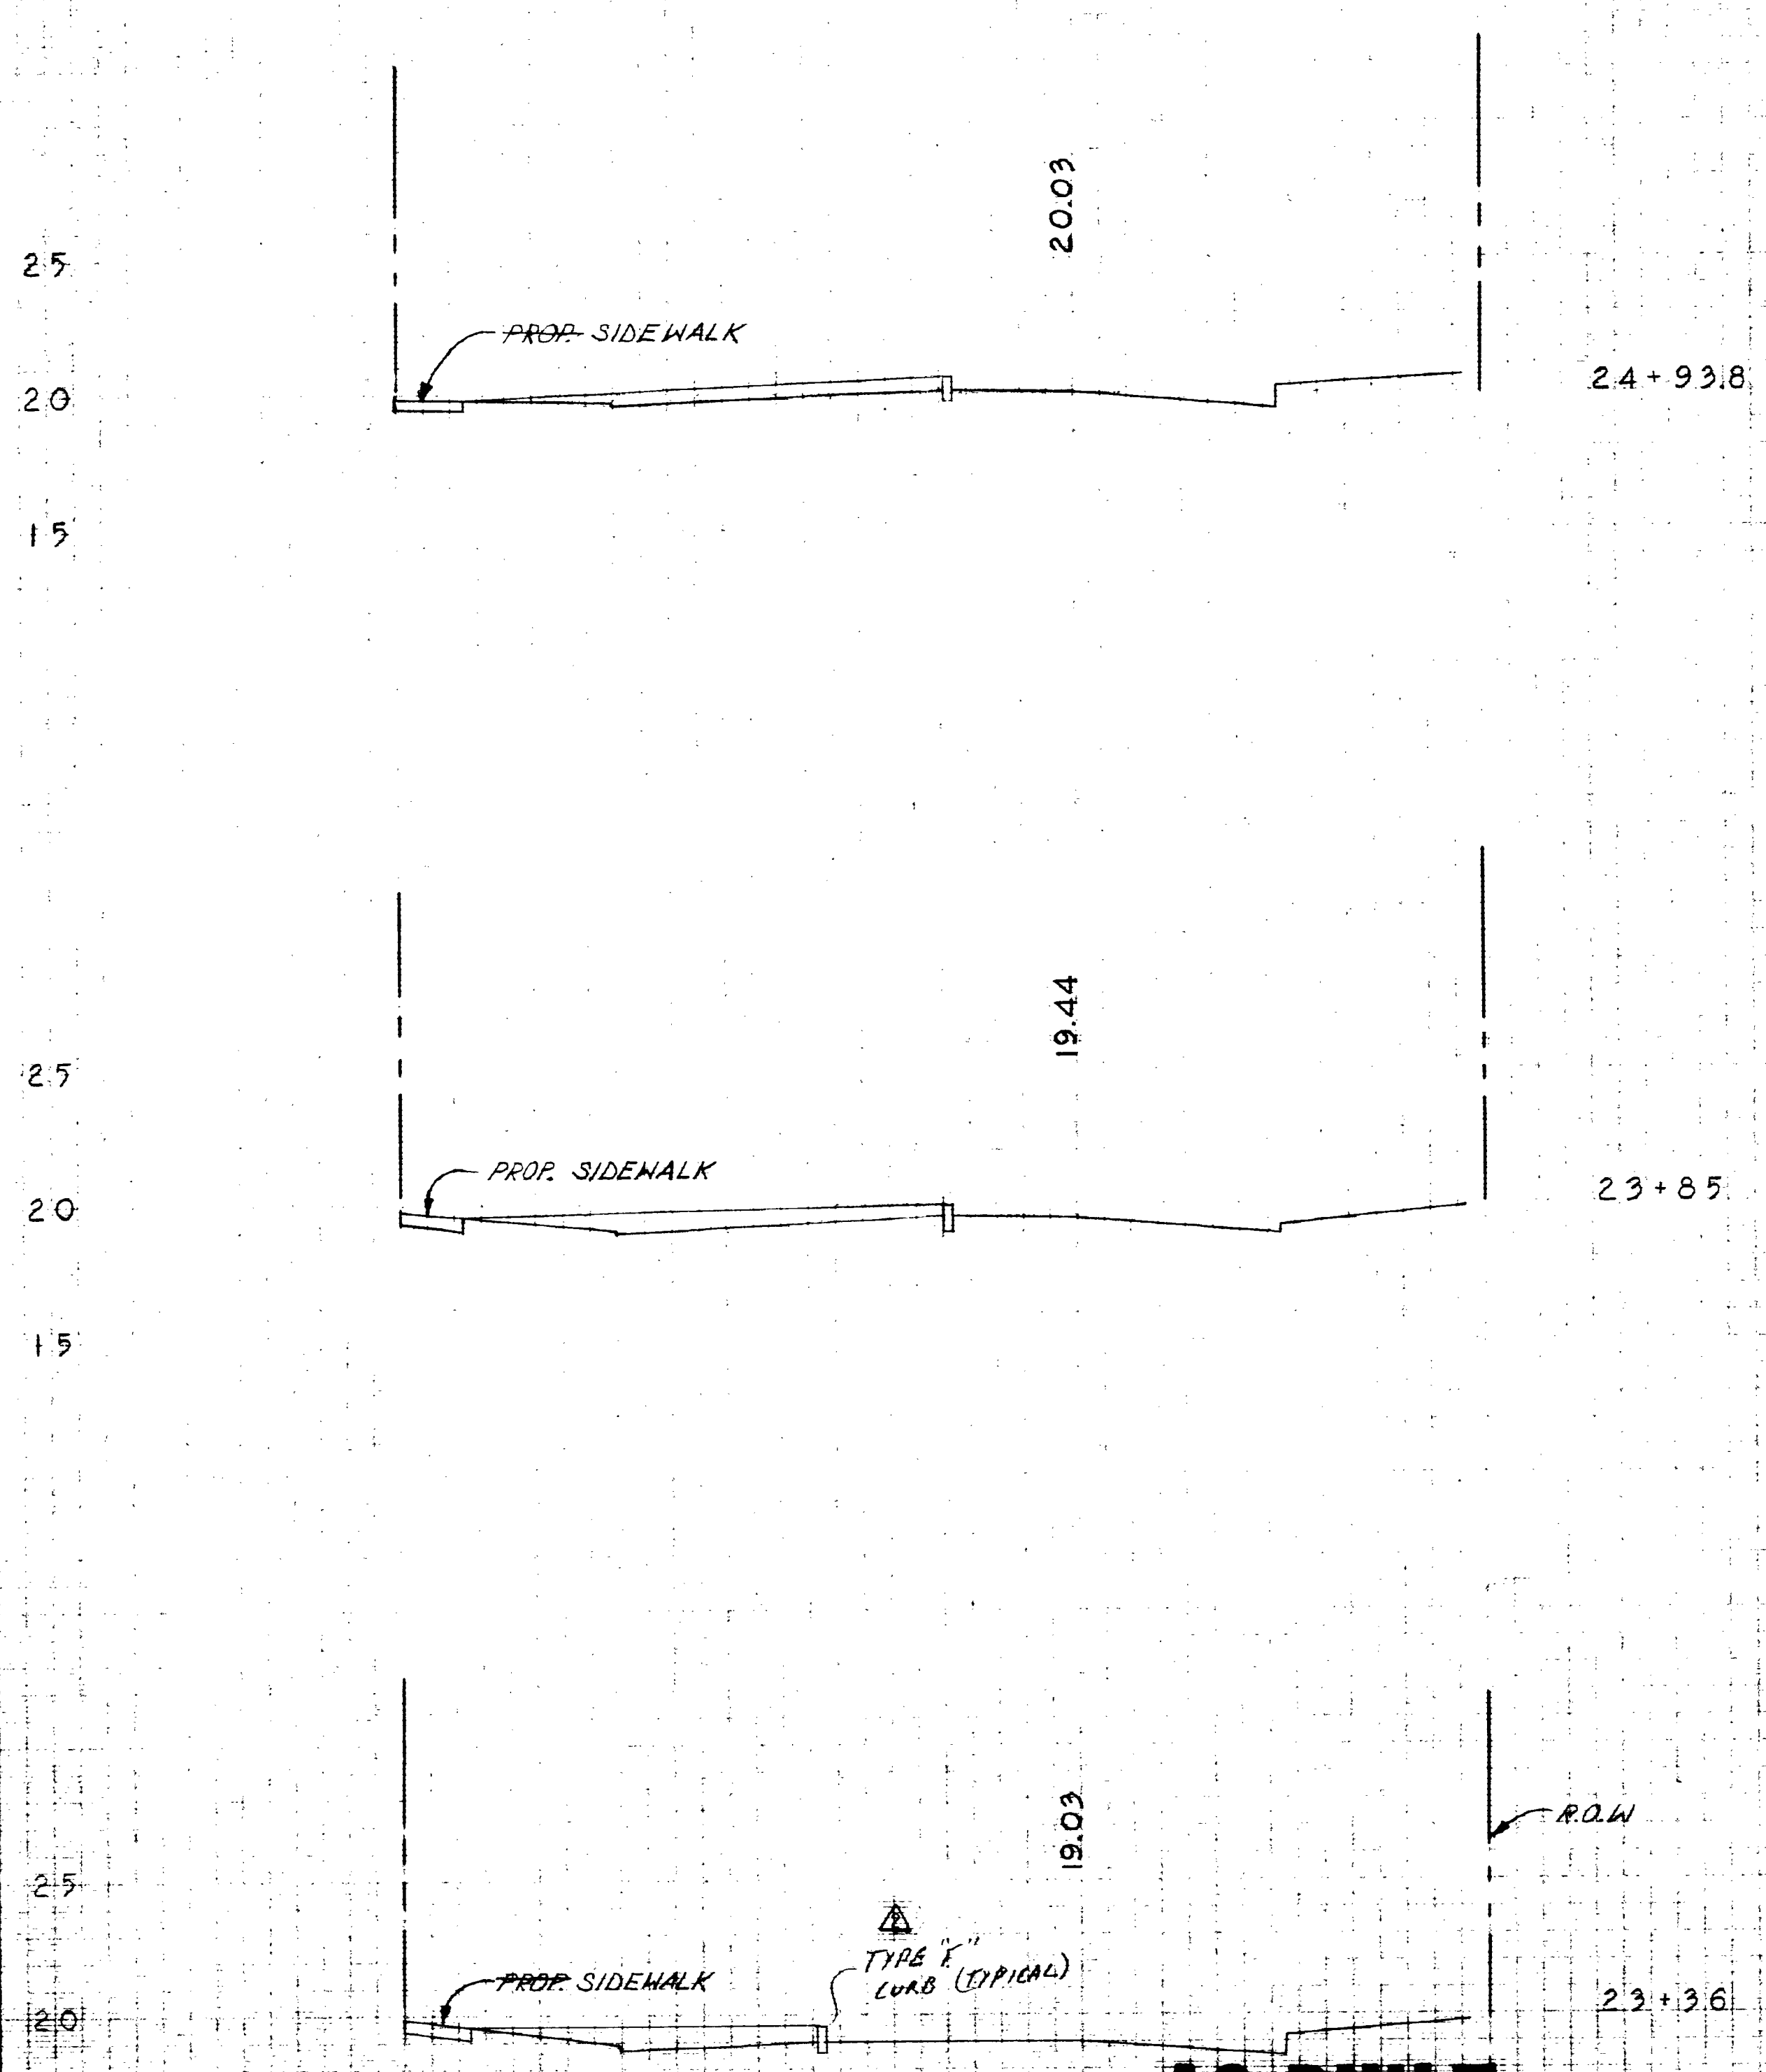 20.03
25
PROP. SIDEWALK
20
24+93.8
15
19.44
25
PROP. SIDEWALK
20
23+85
15
19.03
R.O.W
25
2
TYPE "F"
CURB (TYPICAL)
PROP. SIDEWALK
20
23+36